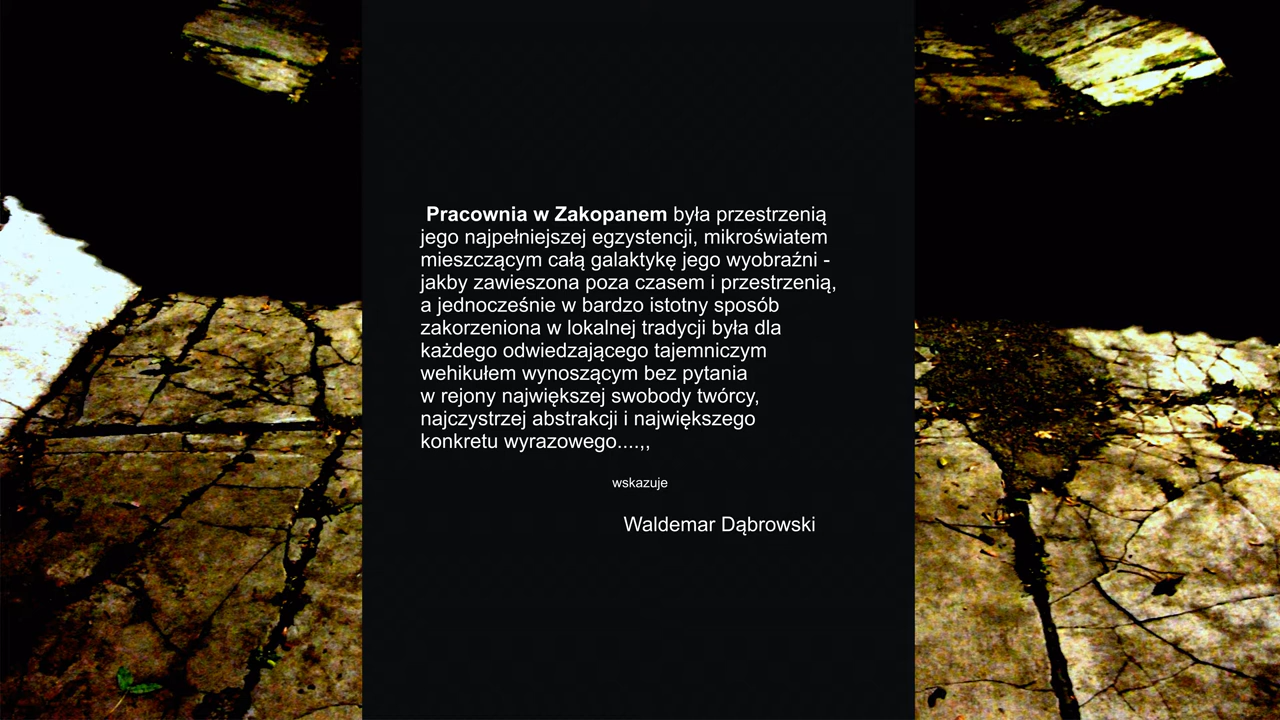 Pracownia w Zakopanem była przestrzenią
jego najpełniejszej egzystencji, mikroświatem
mieszczącym całą galaktykę jego wyobraźni -
jakby zawieszona poza czasem i przestrzenią,
a jednocześnie w bardzo istotny sposób
zakorzeniona w lokalnej tradycji była dla
każdego odwiedzającego tajemniczym
wehikułem wynoszącym bez pytania
w rejony największej swobody twórcy,
najczystrzej abstrakcji i największego
konkretu wyrazowego....,,
wskazuje
Waldemar Dąbrowski